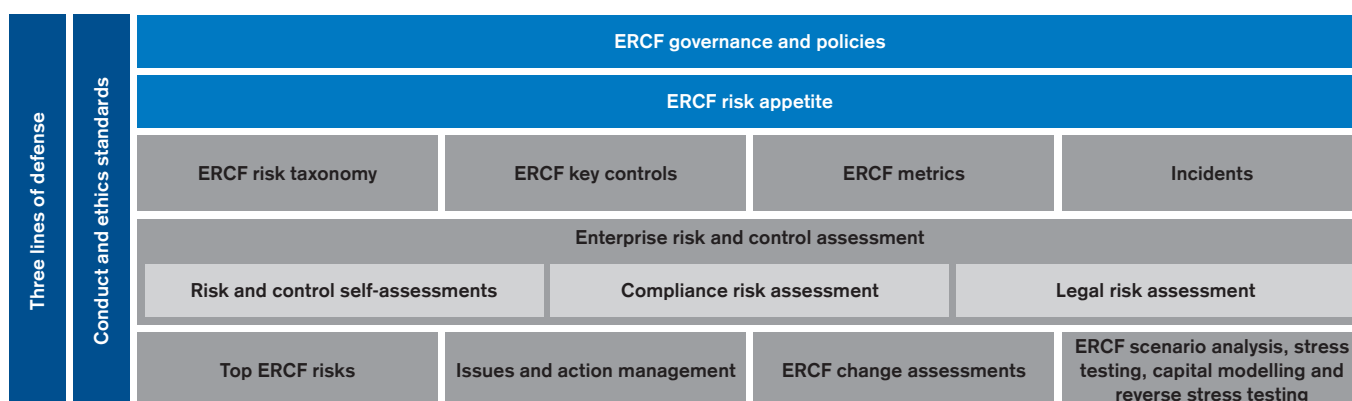 Three lines of defense
Conduct and ethics standards
ERCF governance and policies
ERCF risk appetite
ERCF risk taxonomy
ERCF key controls
ERCF metrics
Incidents
Enterprise risk and control assessment
Risk and control self-assessments
Compliance risk assessment
Legal risk assessment
Top ERCF risks
Issues and action management
ERCF change assessments
ERCF scenario analysis, stress
testing, capital modelling and
reverse stress testing